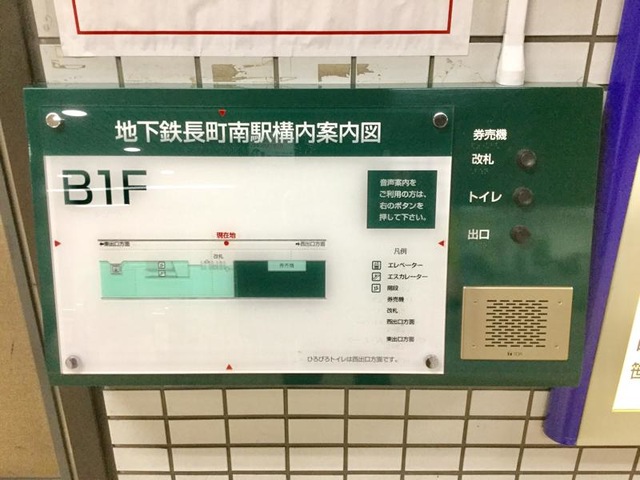 地下鉄長町南駅構内案内図
B1F
音声案内を
ご利用の方は、
右のボタンを
押して下さい。
券売機
改札
トイレ
出口
現在地
東出口方面
西出口方面
改札
券売機
凡例
エレベーター
エスカレーター
階段
券売機
改札
西出口方面
東出口方面
ひろびろトイレは西出口方面です。
笹